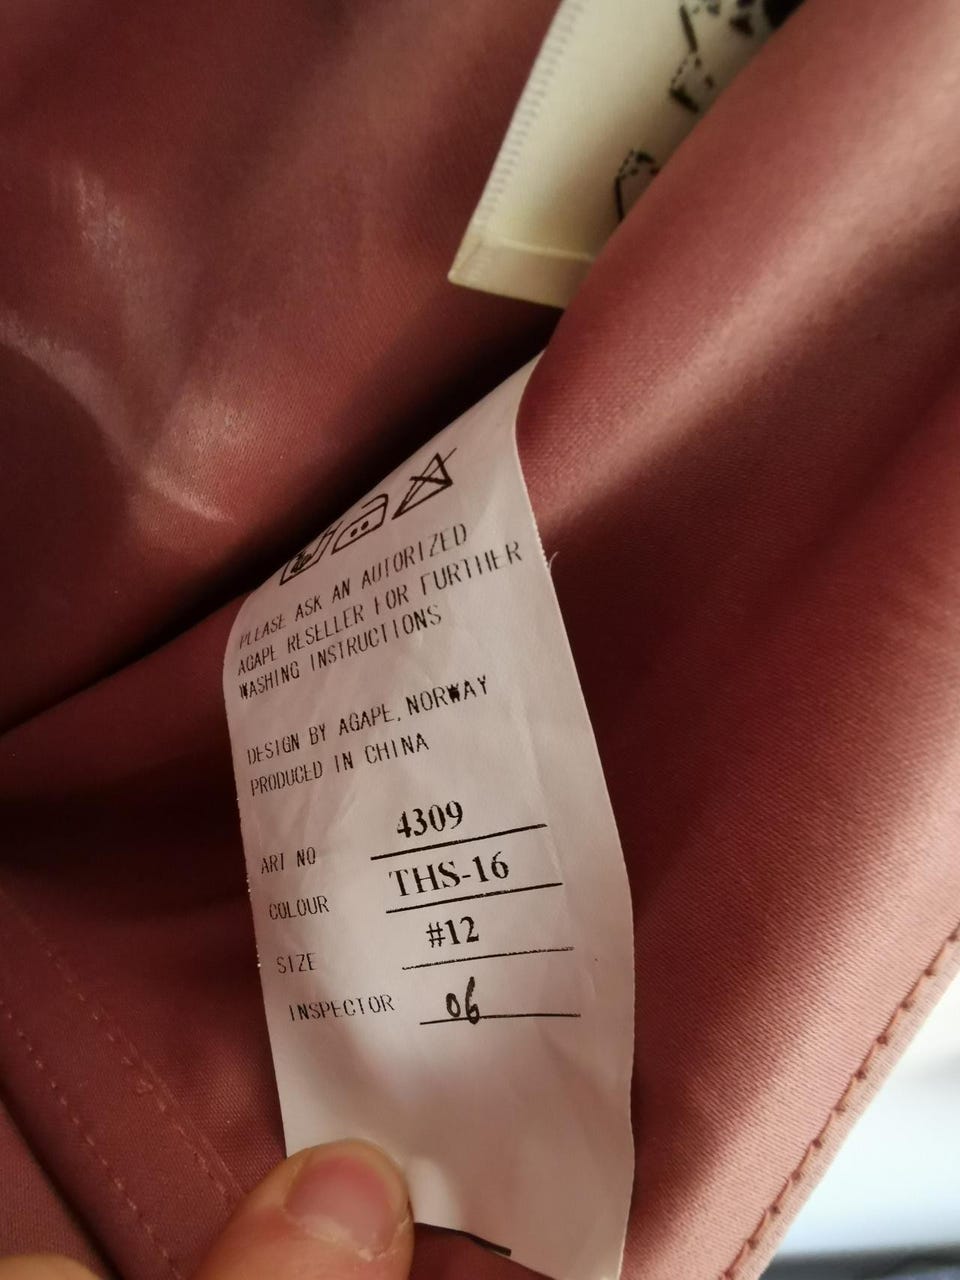 PLEASE ASK AN AUTORIZED
AGAPE RESELLER FOR FURTHER
WASHING INSTRUCTIONS
DESIGN BY AGAPE, NORWAY
PRODUCED IN CHINA
ART NO 4309
COLOUR THS-16
SIZE #12
INSPECTOR 06